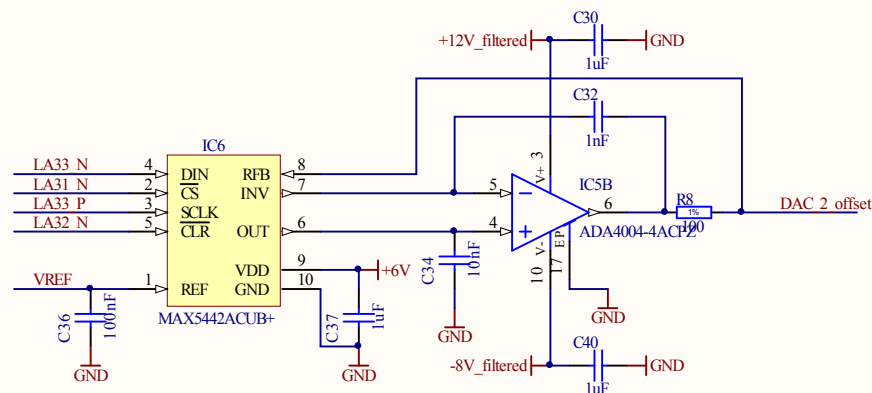 C30
+12V_filtered
GND
1uF
C32
1nF
IC6
LA33_N 4 DIN RFB 8
LA31_N 2 CS INV 7
LA33_P 3 SCLK
LA32_N 5 CLR OUT 6
VDD 9 +6V
GND 10
VREF 1 REF
MAX5442ACUB+
C36
100nF
GND
C37
1uF
GND
C34
10nF
GND
3
V+
IC5B
5
4
6
R8
1%
100
DAC_2_offset
ADA4004-4ACPZ
V-
10
EP
17
GND
-8V_filtered
C40
1uF
GND